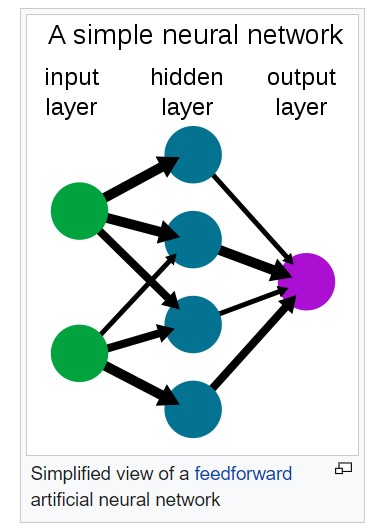 A simple neural network
input hidden output
layer layer layer
Simplified view of a feedforward
artificial neural network